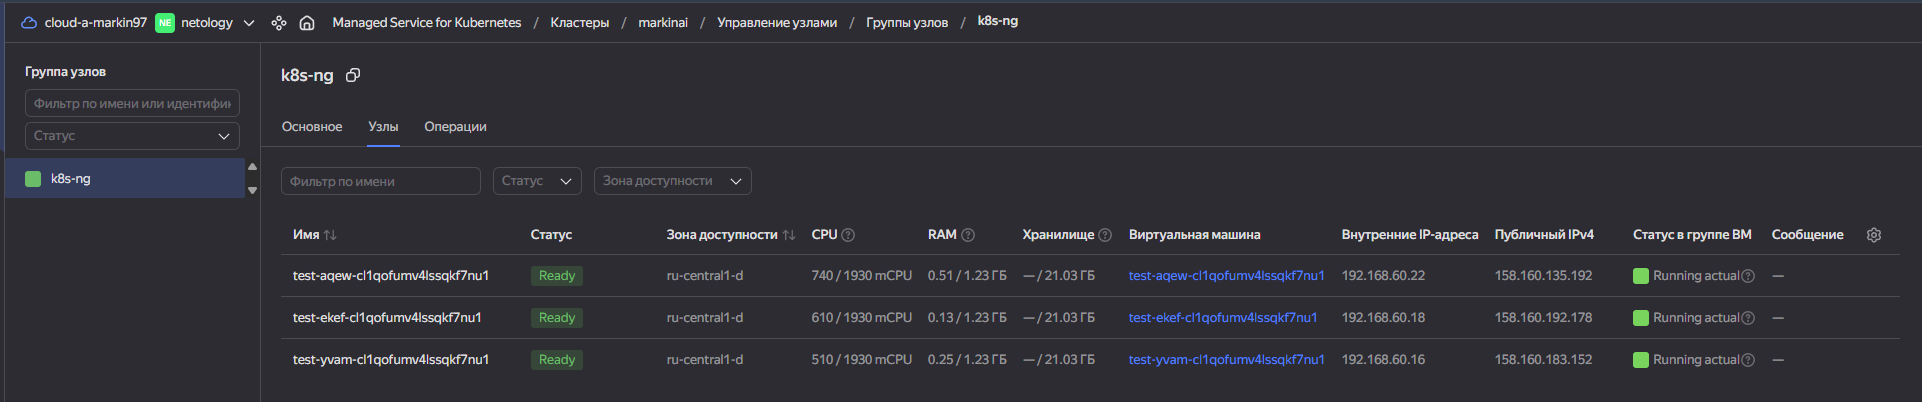 cloud-a-markin97 NE netology Managed Service for Kubernetes / Кластеры / markinai / Управление узлами / Группы узлов / k8s-ng
Группа узлов
Фильтр по имени или идентифик
Статус
k8s-ng
k8s-ng
Основное Узлы Операции
Фильтр по имени Статус Зона доступности
Имя Статус Зона доступности CPU RAM Хранилище Виртуальная машина Внутренние IP-адреса Публичный IPv4 Статус в группе ВМ Сообщение
test-aqew-cl1qofumv4lssqkf7nu1 Ready ru-central1-d 740 / 1930 mCPU 0.51 / 1.23 ГБ — / 21.03 ГБ test-aqew-cl1qofumv4lssqkf7nu1 192.168.60.22 158.160.135.192 Running actual —
test-ekef-cl1qofumv4lssqkf7nu1 Ready ru-central1-d 610 / 1930 mCPU 0.13 / 1.23 ГБ — / 21.03 ГБ test-ekef-cl1qofumv4lssqkf7nu1 192.168.60.18 158.160.192.178 Running actual —
test-yvam-cl1qofumv4lssqkf7nu1 Ready ru-central1-d 510 / 1930 mCPU 0.25 / 1.23 ГБ — / 21.03 ГБ test-yvam-cl1qofumv4lssqkf7nu1 192.168.60.16 158.160.183.152 Running actual —